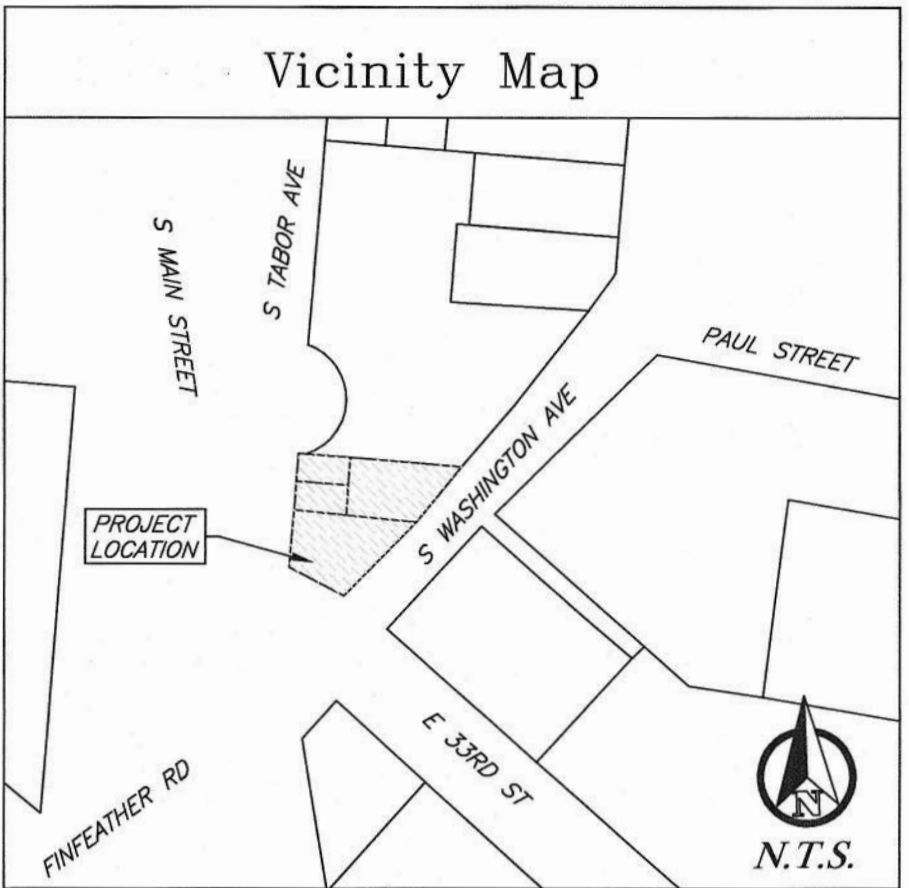 Vicinity Map
S MAIN STREET
S TABOR AVE
PAUL STREET
S WASHINGTON AVE
PROJECT
LOCATION
E 33RD ST
FINFEATHER RD
N
N.T.S.